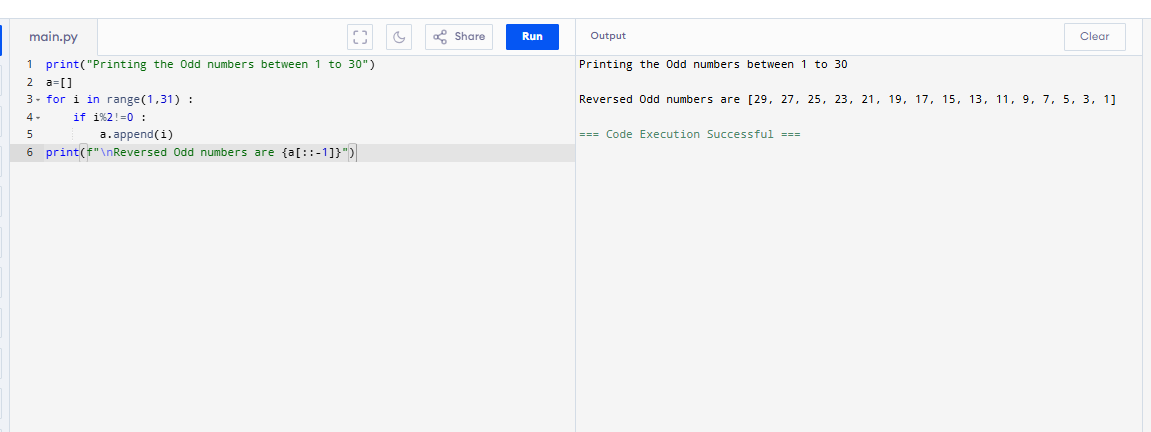 main.py
Share
Run
Output
Clear
1 print("Printing the Odd numbers between 1 to 30")
2 a=[]
3 for i in range(1,31) :
4     if i%2!=0 :
5         a.append(i)
6 print(f"\nReversed Odd numbers are {a[::-1]}")
Printing the Odd numbers between 1 to 30
Reversed Odd numbers are [29, 27, 25, 23, 21, 19, 17, 15, 13, 11, 9, 7, 5, 3, 1]
=== Code Execution Successful ===